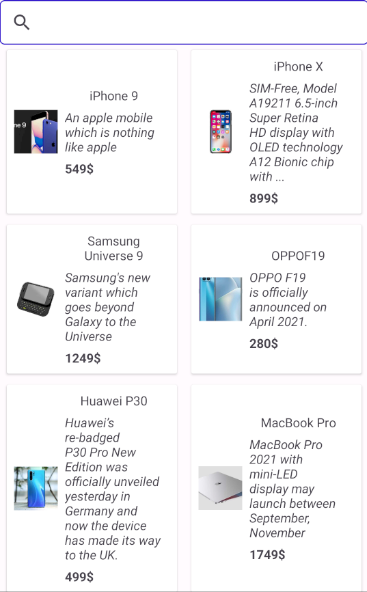 iPhone 9
An apple mobile
which is nothing
like apple
549$
iPhone X
SIM-Free, Model
A19211 6.5-inch
Super Retina
HD display with
OLED technology
A12 Bionic chip
with ...
899$
Samsung
Universe 9
Samsung's new
variant which
goes beyond
Galaxy to the
Universe
1249$
OPPOF19
OPPO F19
is officially
announced on
April 2021.
280$
Huawei P30
Huawei’s
re-badged
P30 Pro New
Edition was
officially unveiled
yesterday in
Germany and
now the device
has made its way
to the UK.
499$
MacBook Pro
MacBook Pro
2021 with
mini-LED
display may
launch between
September,
November
1749$